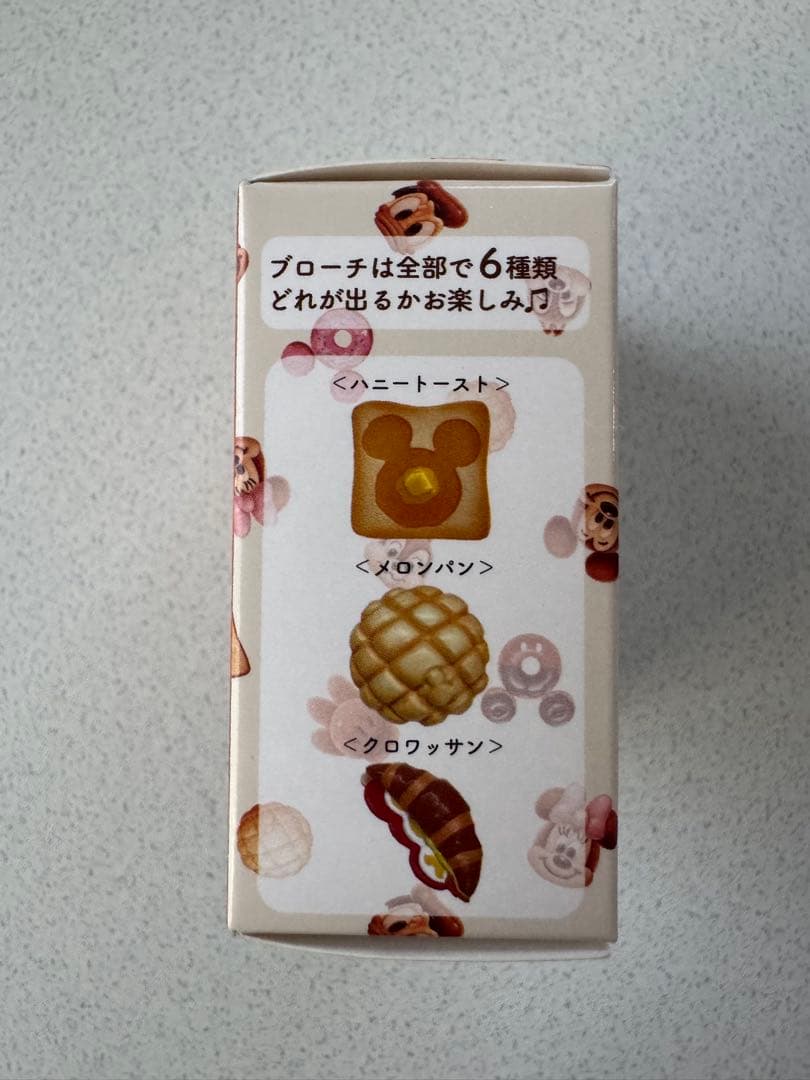 ブローチは全部で6種類
どれが出るかお楽しみ♫
<ハニートースト>
<メロンパン>
<クロワッサン>